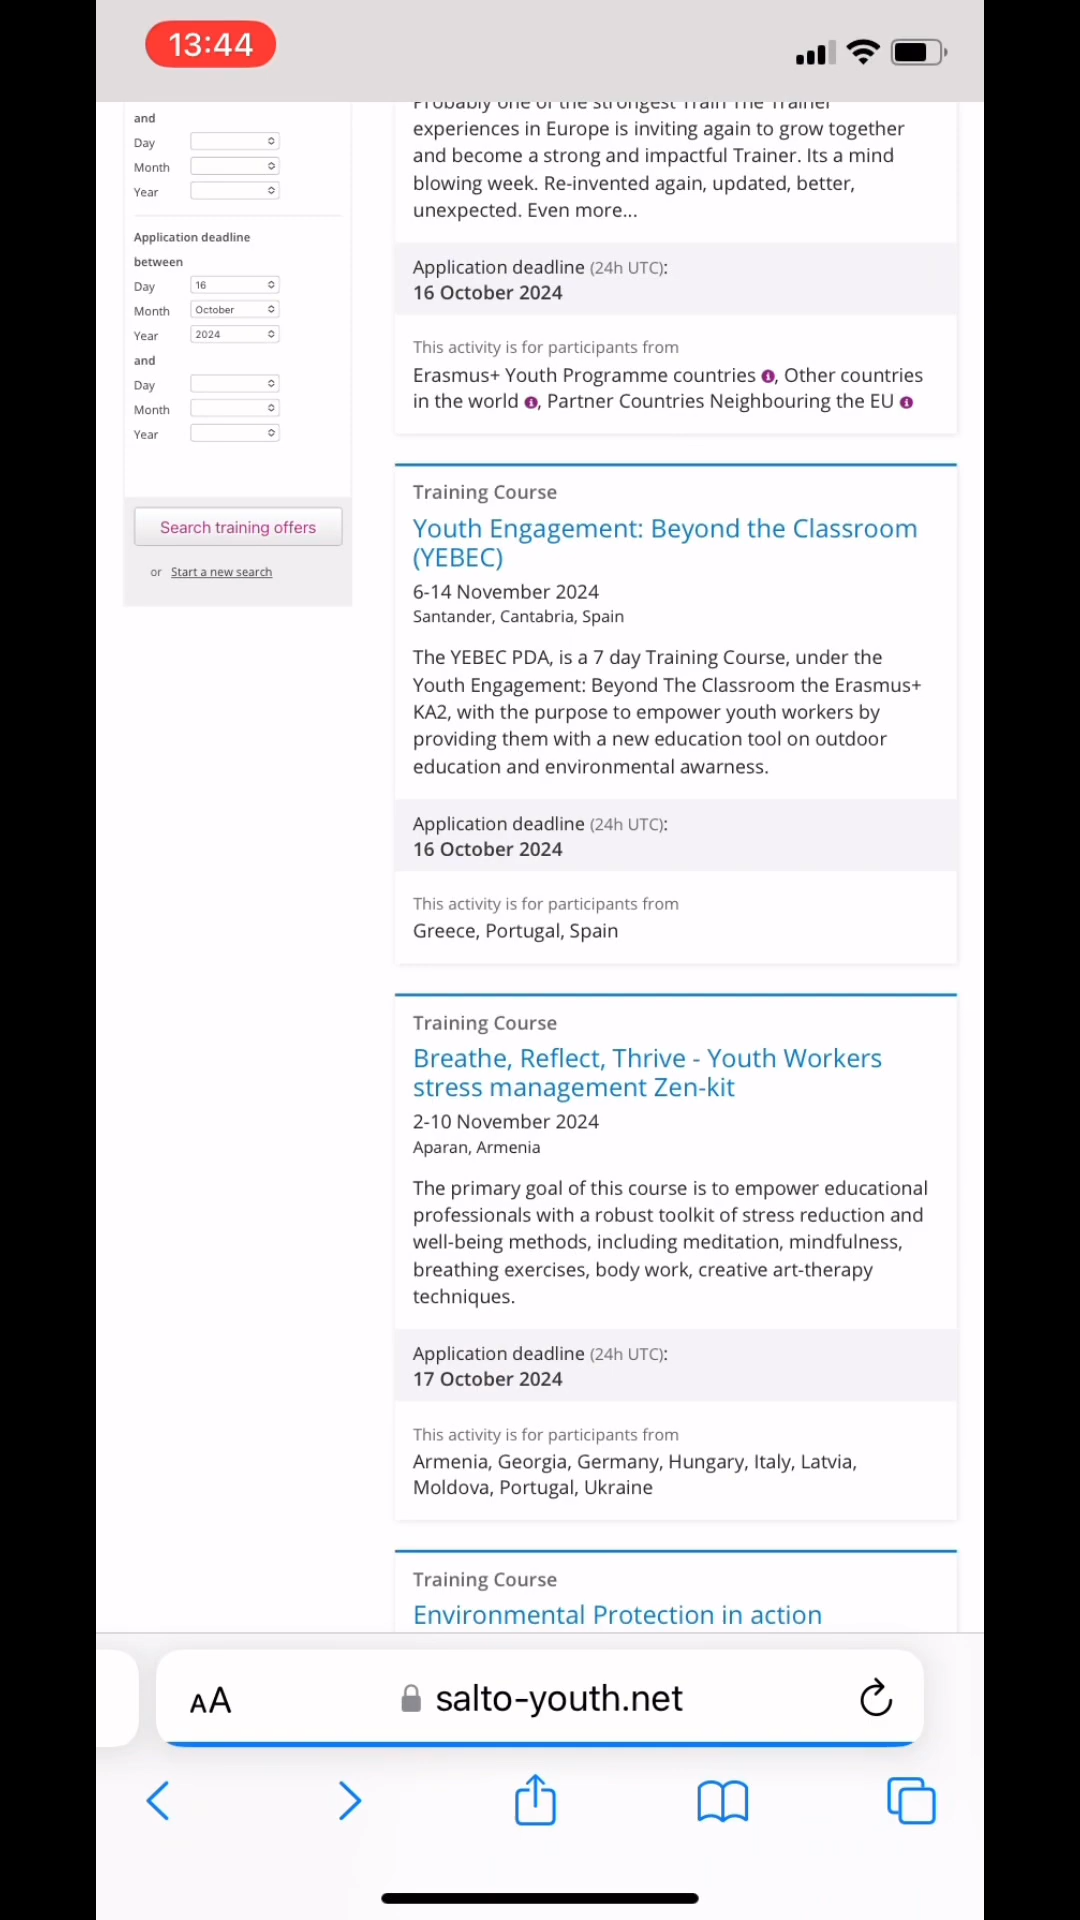 13:44
and
Day
Month
Year
Application deadline
between
Day 16
Month October
Year 2024
and
Day
Month
Year
Search training offers
or Start a new search
Probably one of the strongest Train The Trainer
experiences in Europe is inviting again to grow together
and become a strong and impactful Trainer. Its a mind
blowing week. Re-invented again, updated, better,
unexpected. Even more...
Application deadline (24h UTC):
16 October 2024
This activity is for participants from
Erasmus+ Youth Programme countries i, Other countries
in the world i, Partner Countries Neighbouring the EU i
Training Course
Youth Engagement: Beyond the Classroom
(YEBEC)
6-14 November 2024
Santander, Cantabria, Spain
The YEBEC PDA, is a 7 day Training Course, under the
Youth Engagement: Beyond The Classroom the Erasmus+
KA2, with the purpose to empower youth workers by
providing them with a new education tool on outdoor
education and environmental awarness.
Application deadline (24h UTC):
16 October 2024
This activity is for participants from
Greece, Portugal, Spain
Training Course
Breathe, Reflect, Thrive - Youth Workers
stress management Zen-kit
2-10 November 2024
Aparan, Armenia
The primary goal of this course is to empower educational
professionals with a robust toolkit of stress reduction and
well-being methods, including meditation, mindfulness,
breathing exercises, body work, creative art-therapy
techniques.
Application deadline (24h UTC):
17 October 2024
This activity is for participants from
Armenia, Georgia, Germany, Hungary, Italy, Latvia,
Moldova, Portugal, Ukraine
Training Course
Environmental Protection in action
AA salto-youth.net